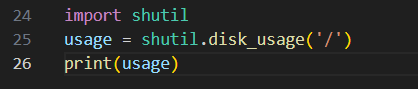 24 import shutil
25 usage = shutil.disk_usage('/')
26 print(usage)